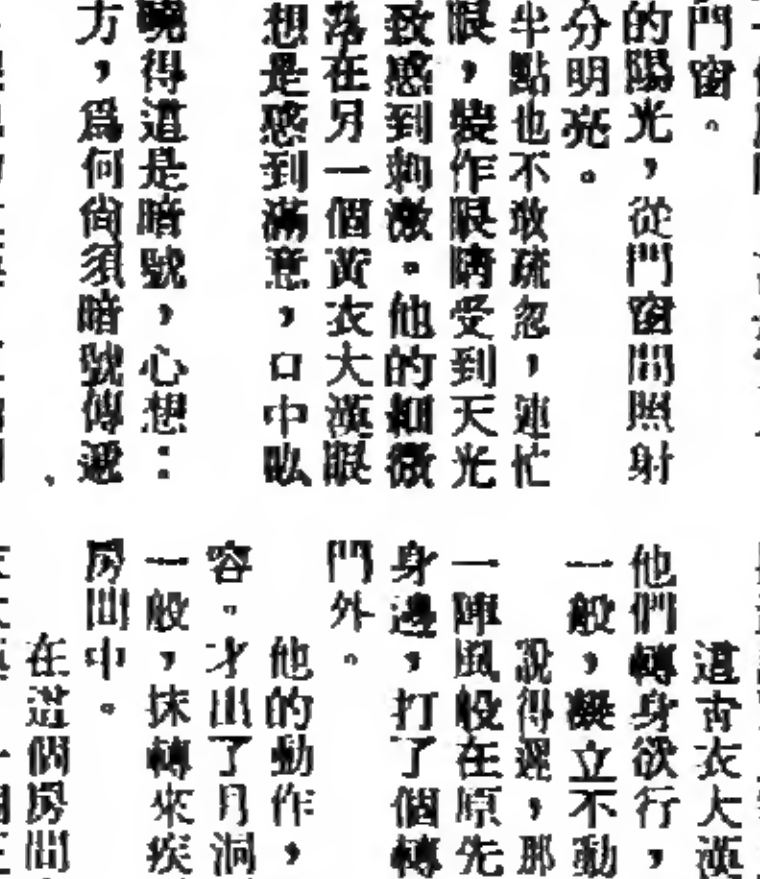 門窗。
的陽光，從門窗間照射
分明亮。
半點也不敢疏忽，連忙
眼，裝作眼睛受到天光
致感到刺激。他的細微
落在另一個黃衣大漢眼
想是感到滿意，口中吆
曉得這是暗號，心想：
方，爲何尙須暗號傳遞
這古衣大漢
他們轉身欲行，
一般，凝立不動
說得遲，那
一陣風般在原先
身邊，打了個轉
門外。
他的動作，
容。才出了月洞
一般，抹轉來疾
房間中。
在這個房間